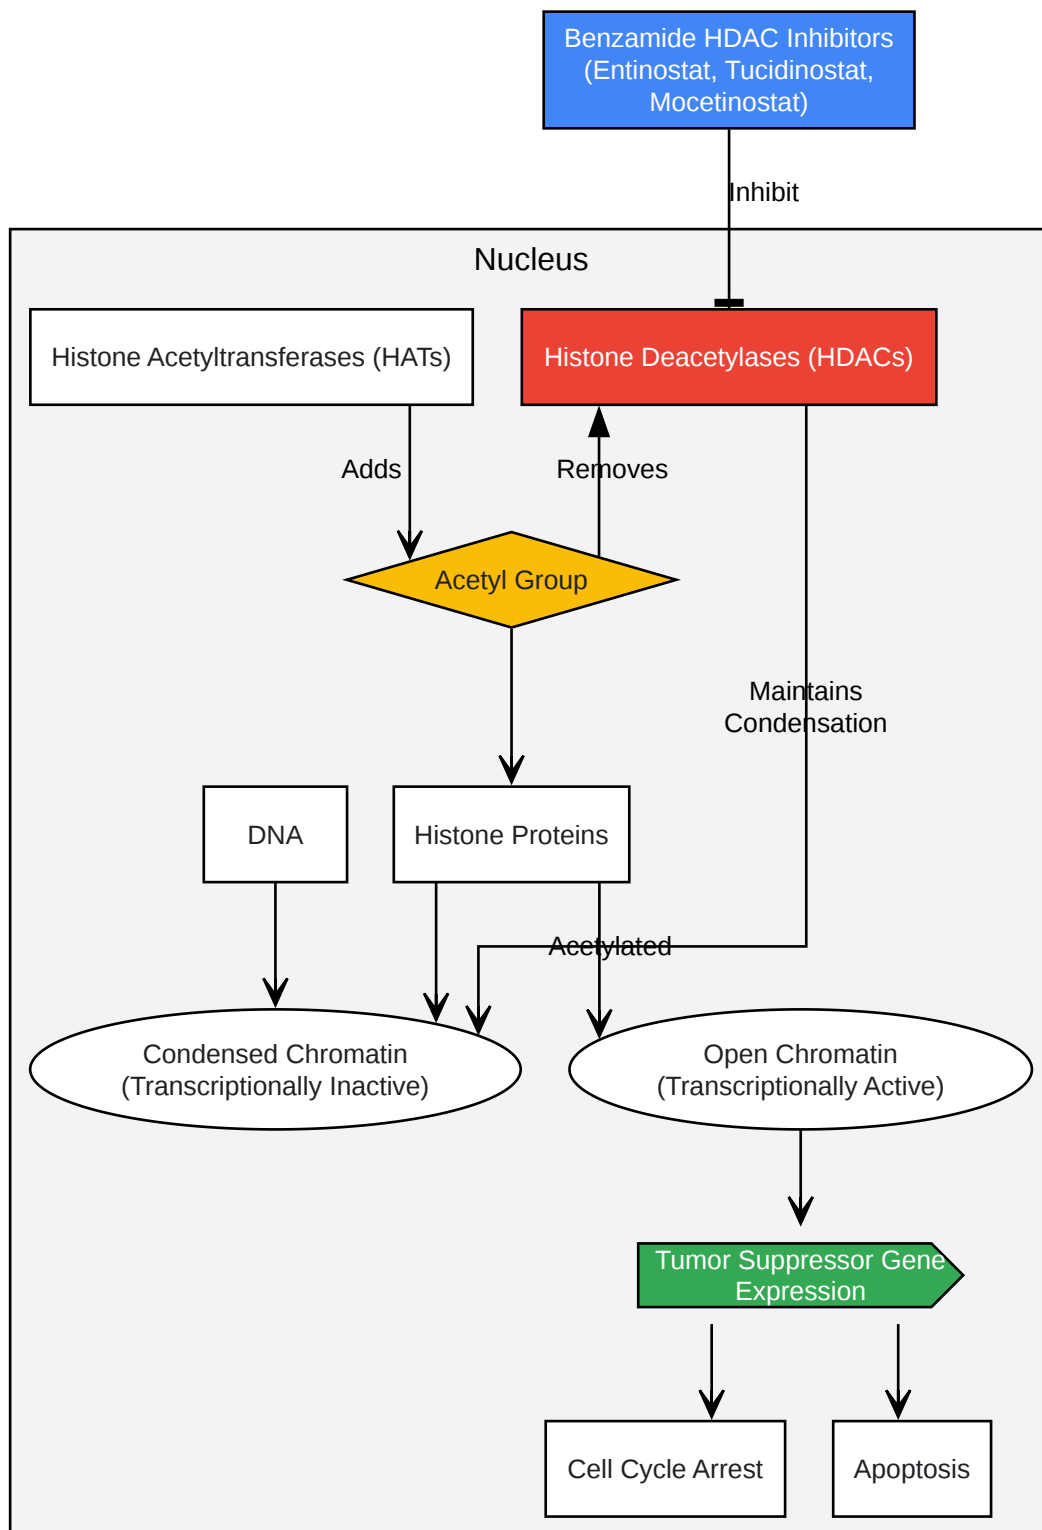 Benzamide HDAC Inhibitors
(Entinostat, Tucidinostat,
Mocetinostat)
Inhibit
Nucleus
Histone Acetyltransferases (HATs)
Histone Deacetylases (HDACs)
Adds
Removes
Acetyl Group
Maintains
Condensation
DNA
Histone Proteins
Acetylated
Condensed Chromatin
(Transcriptionally Inactive)
Open Chromatin
(Transcriptionally Active)
Tumor Suppressor Gene
Expression
Cell Cycle Arrest
Apoptosis